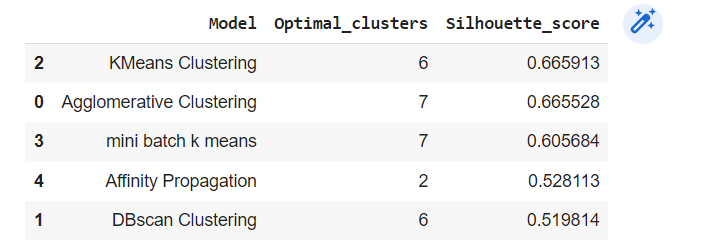 Model Optimal_clusters Silhouette_score
2 KMeans Clustering 6 0.665913
0 Agglomerative Clustering 7 0.665528
3 mini batch k means 7 0.605684
4 Affinity Propagation 2 0.528113
1 DBscan Clustering 6 0.519814